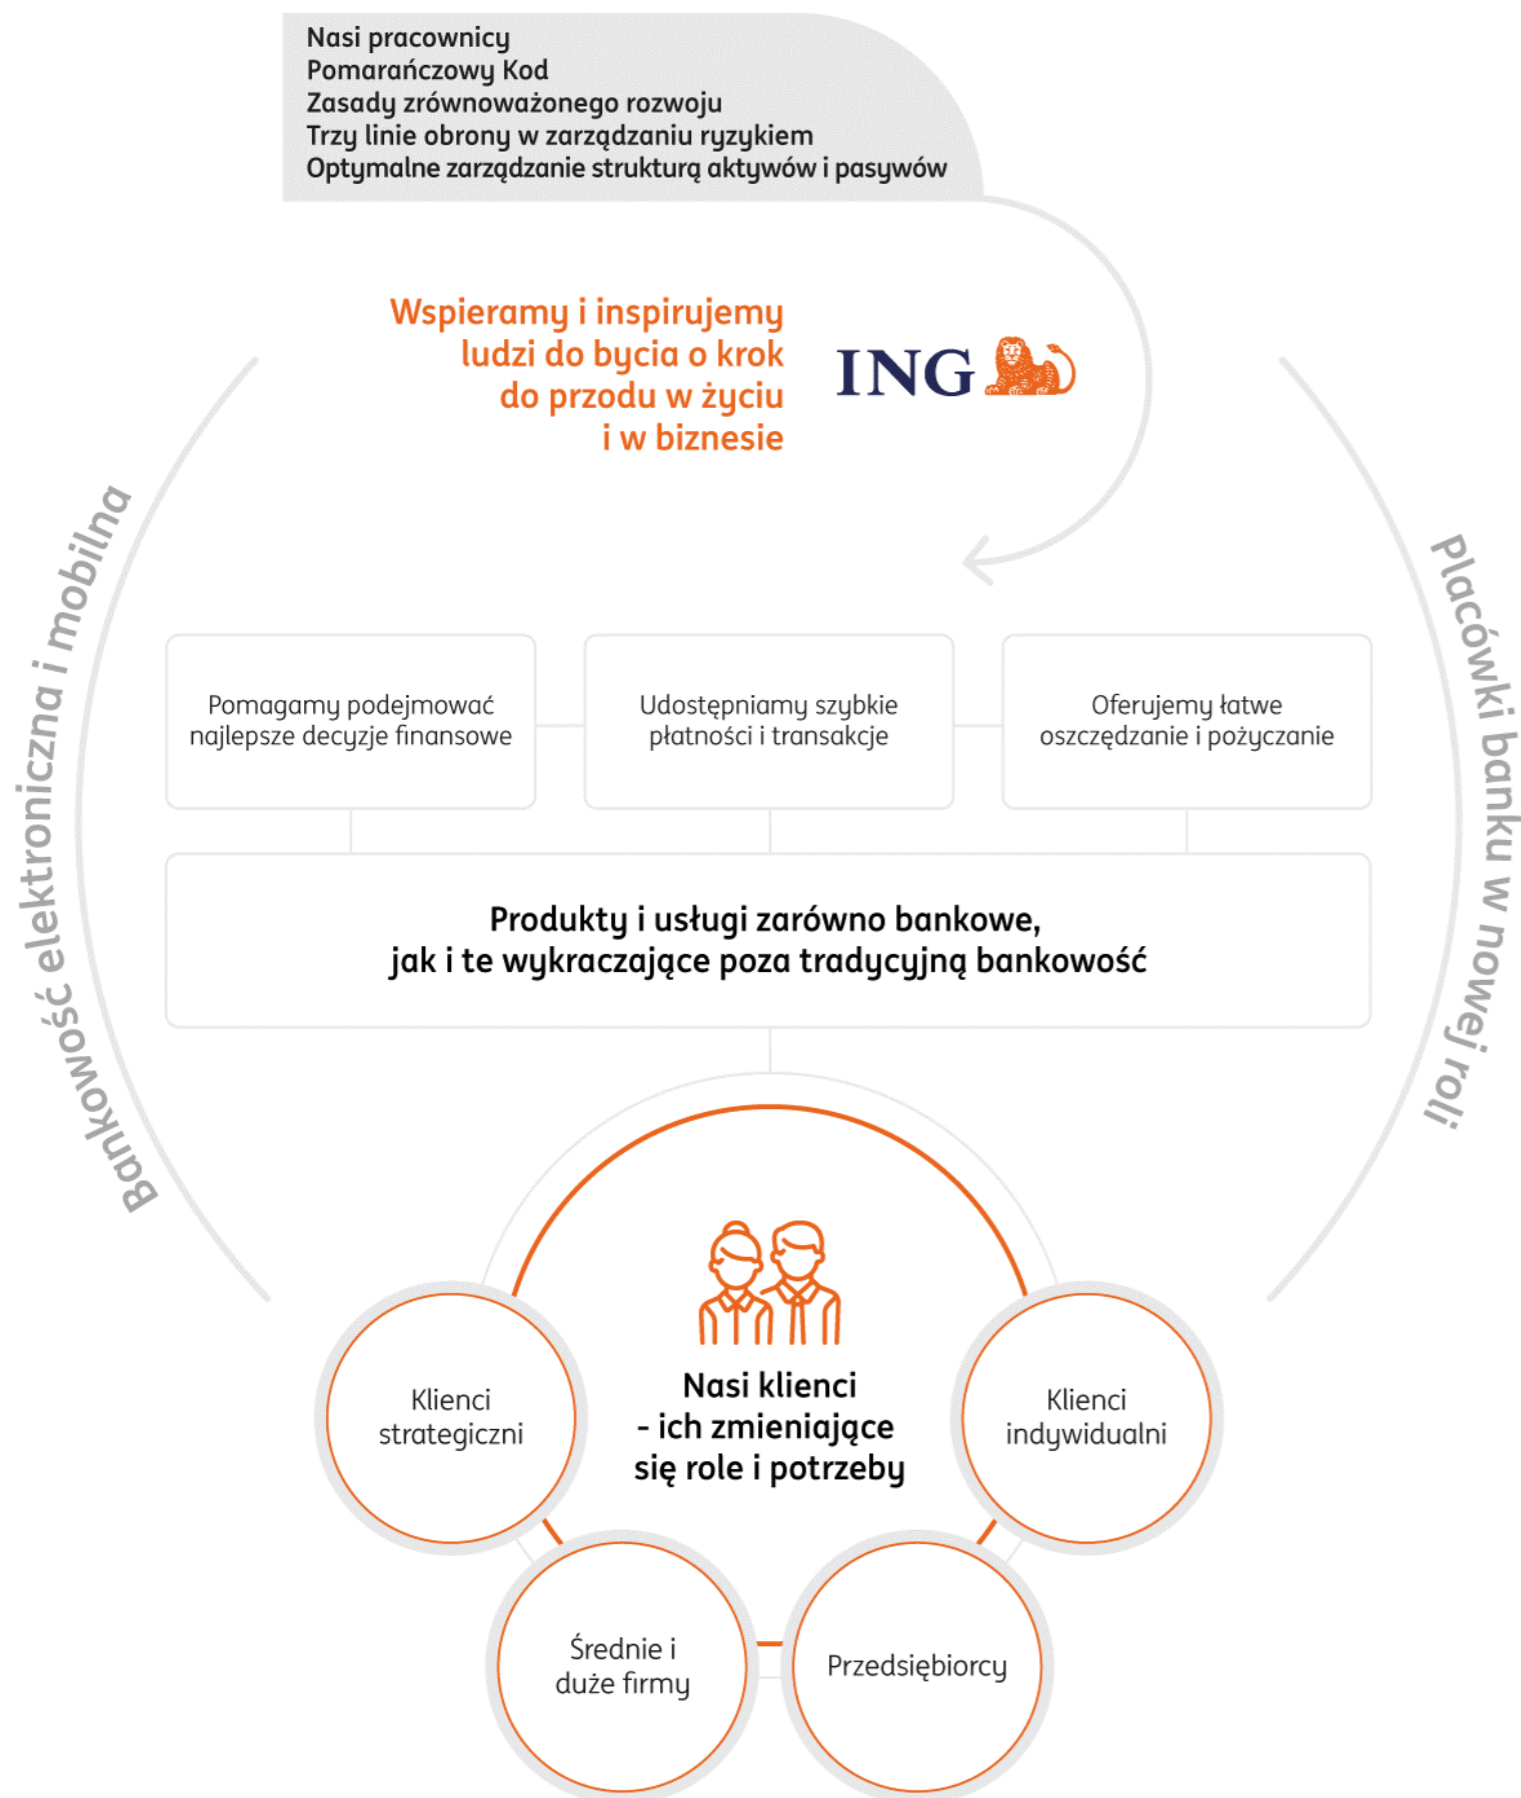 Nasi pracownicy
Pomarańczowy Kod
Zasady zrównoważonego rozwoju
Trzy linie obrony w zarządzaniu ryzykiem
Optymalne zarządzanie strukturą aktywów i pasywów
Wspieramy i inspirujemy
ludzi do bycia o krok
do przodu w życiu
i w biznesie
ING
Bankowość elektroniczna i mobilna
Placówki banku w nowej roli
Pomagamy podejmować
najlepsze decyzje finansowe
Udostępniamy szybkie
płatności i transakcje
Oferujemy łatwe
oszczędzanie i pożyczanie
Produkty i usługi zarówno bankowe,
jak i te wykraczające poza tradycyjną bankowość
Nasi klienci
- ich zmieniające
się role i potrzeby
Klienci
strategiczni
Klienci
indywidualni
Średnie i
duże firmy
Przedsiębiorcy